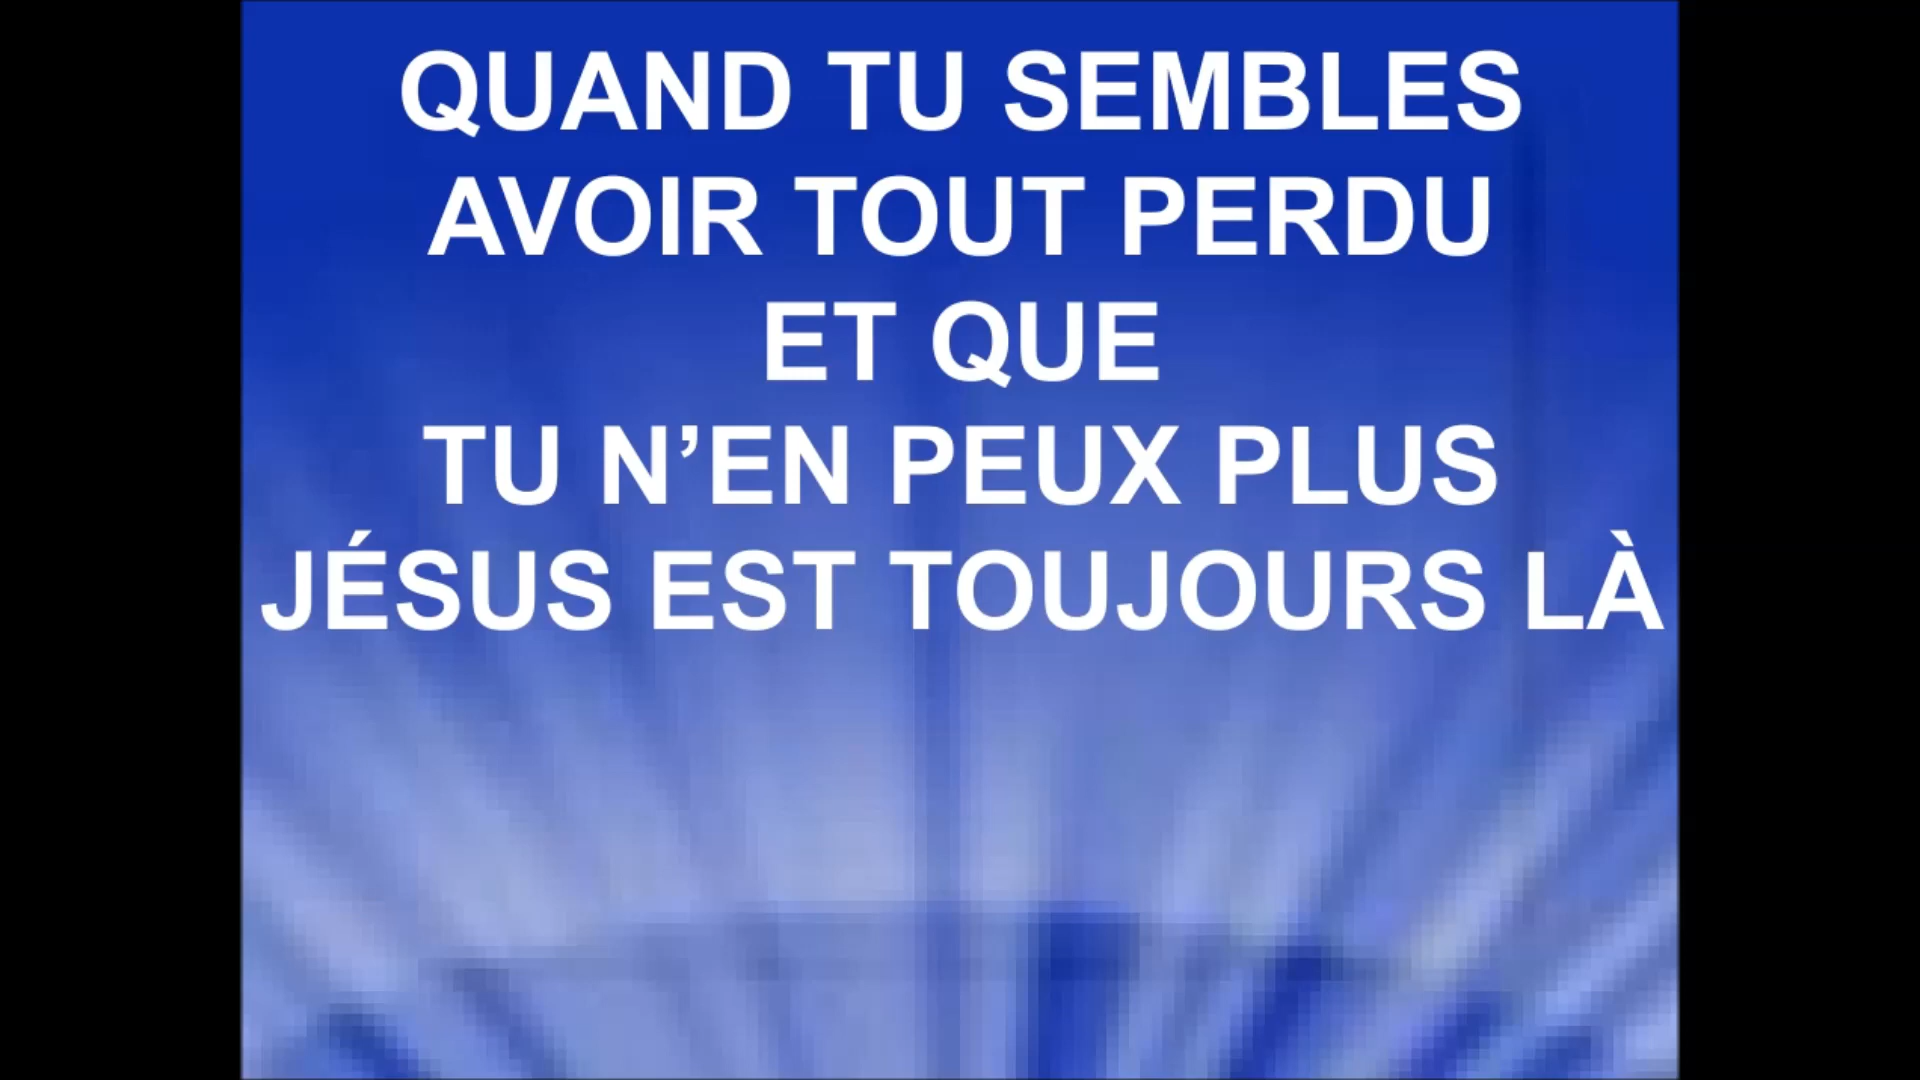 QUAND TU SEMBLES
AVOIR TOUT PERDU
ET QUE
TU N’EN PEUX PLUS
JÉSUS EST TOUJOURS LÀ